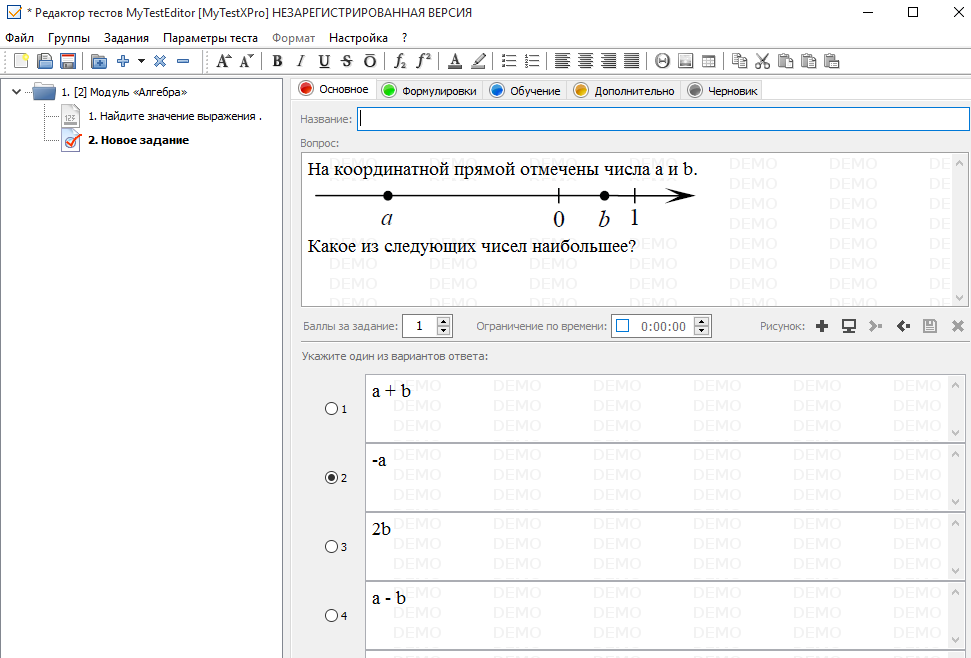 * Редактор тестов MyTestEditor [MyTestXPro] НЕЗАРЕГИСТРИРОВАННАЯ ВЕРСИЯ
Файл Группы Задания Параметры теста Формат Настройка ?
1. [2] Модуль «Алгебра»
1. Найдите значение выражения .
2. Новое задание
Основное Формулировки Обучение Дополнительно Черновик
Название:
Вопрос:
На координатной прямой отмечены числа a и b.
a 0 b 1
Какое из следующих чисел наибольшее?
Баллы за задание: 1 Ограничение по времени: 0:00:00 Рисунок:
Укажите один из вариантов ответа:
1 a + b
2 -a
3 2b
4 a - b
DEMO